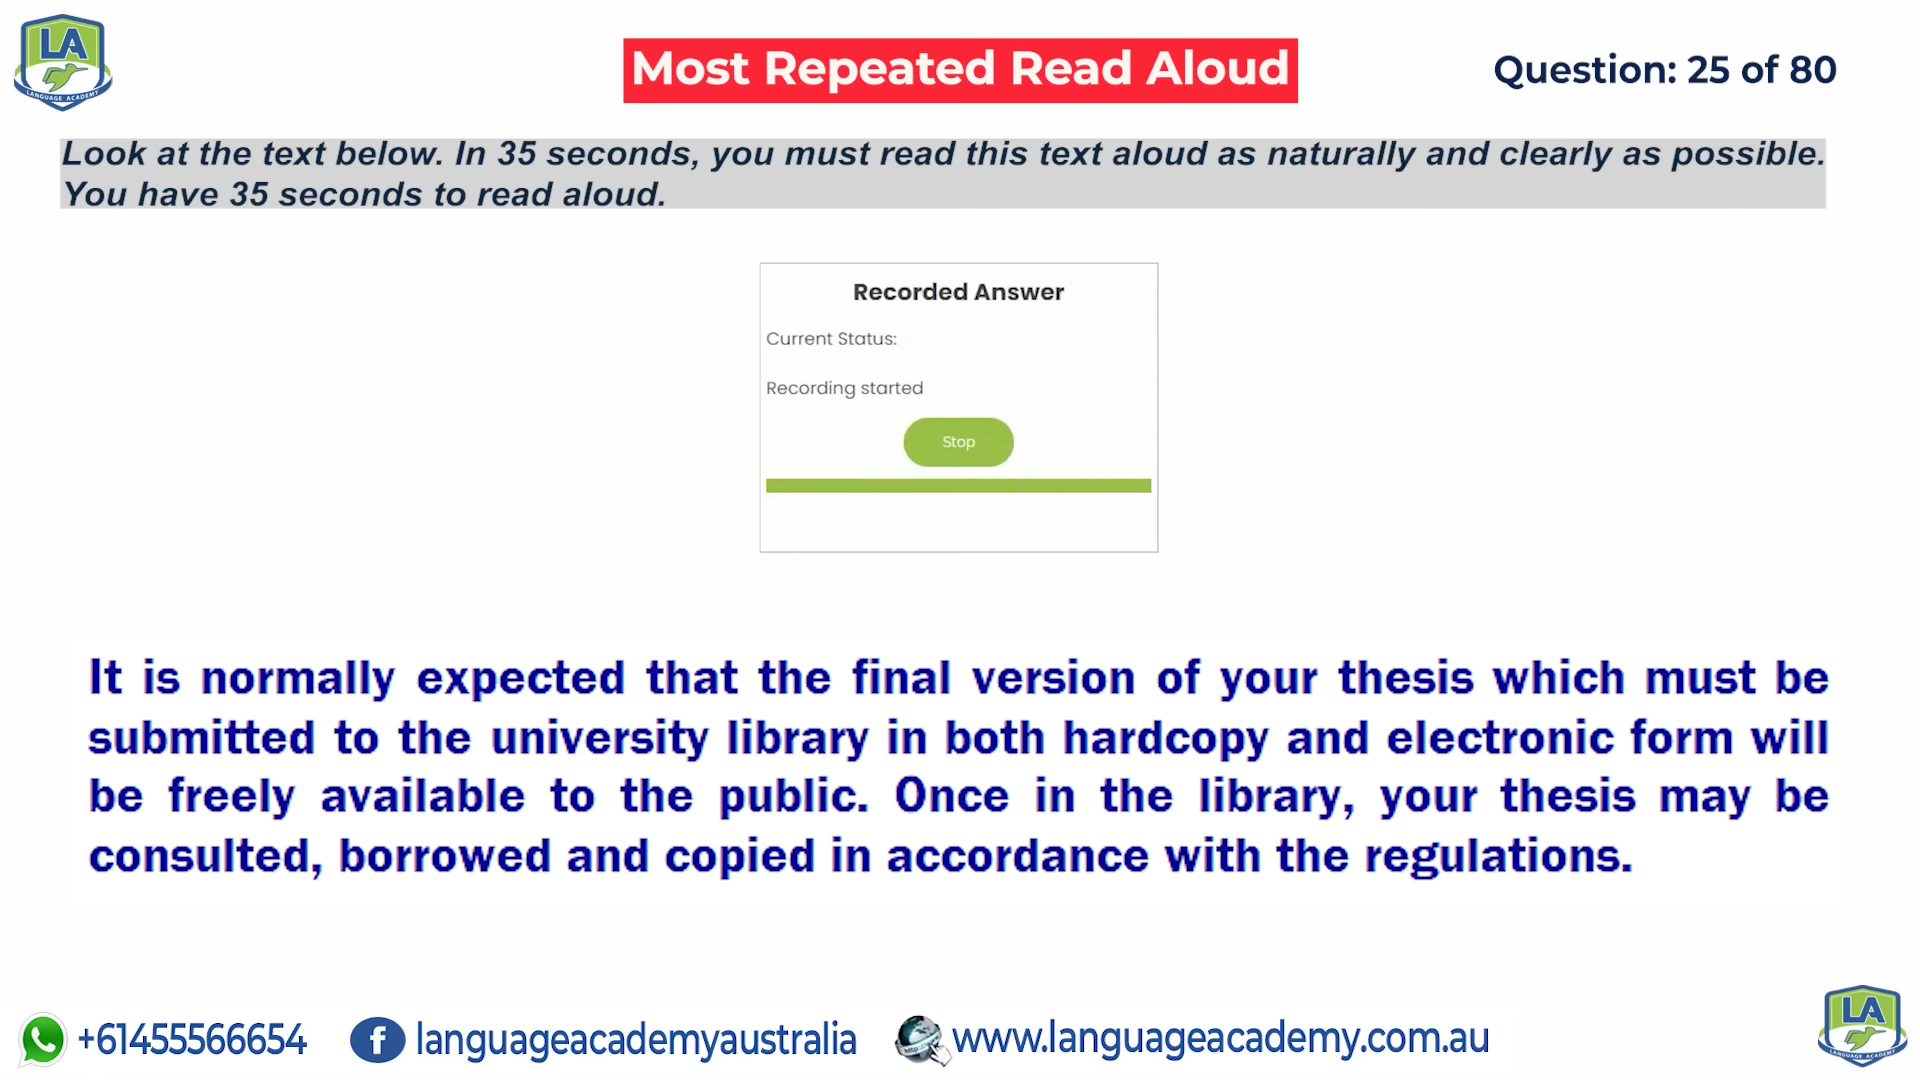 LA
LANGUAGE ACADEMY
Most Repeated Read Aloud
Question: 25 of 80
Look at the text below. In 35 seconds, you must read this text aloud as naturally and clearly as possible.
You have 35 seconds to read aloud.
Recorded Answer
Current Status:
Recording started
Stop
It is normally expected that the final version of your thesis which must be
submitted to the university library in both hardcopy and electronic form will
be freely available to the public. Once in the library, your thesis may be
consulted, borrowed and copied in accordance with the regulations.
+61455566654
f
languageacademyaustralia
http
www.languageacademy.com.au
LA
LANGUAGE ACADEMY